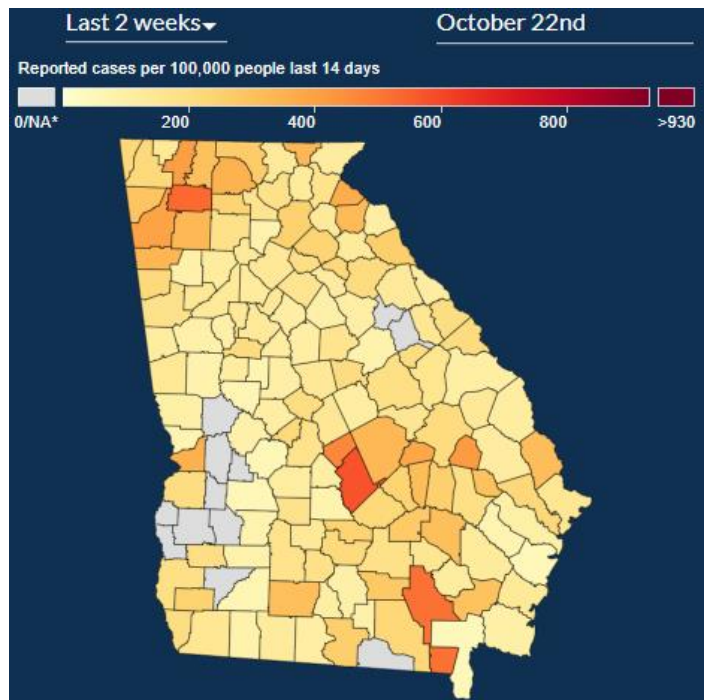 Last 2 weeks
October 22nd
Reported cases per 100,000 people last 14 days
0/NA* 200 400 600 800 >930